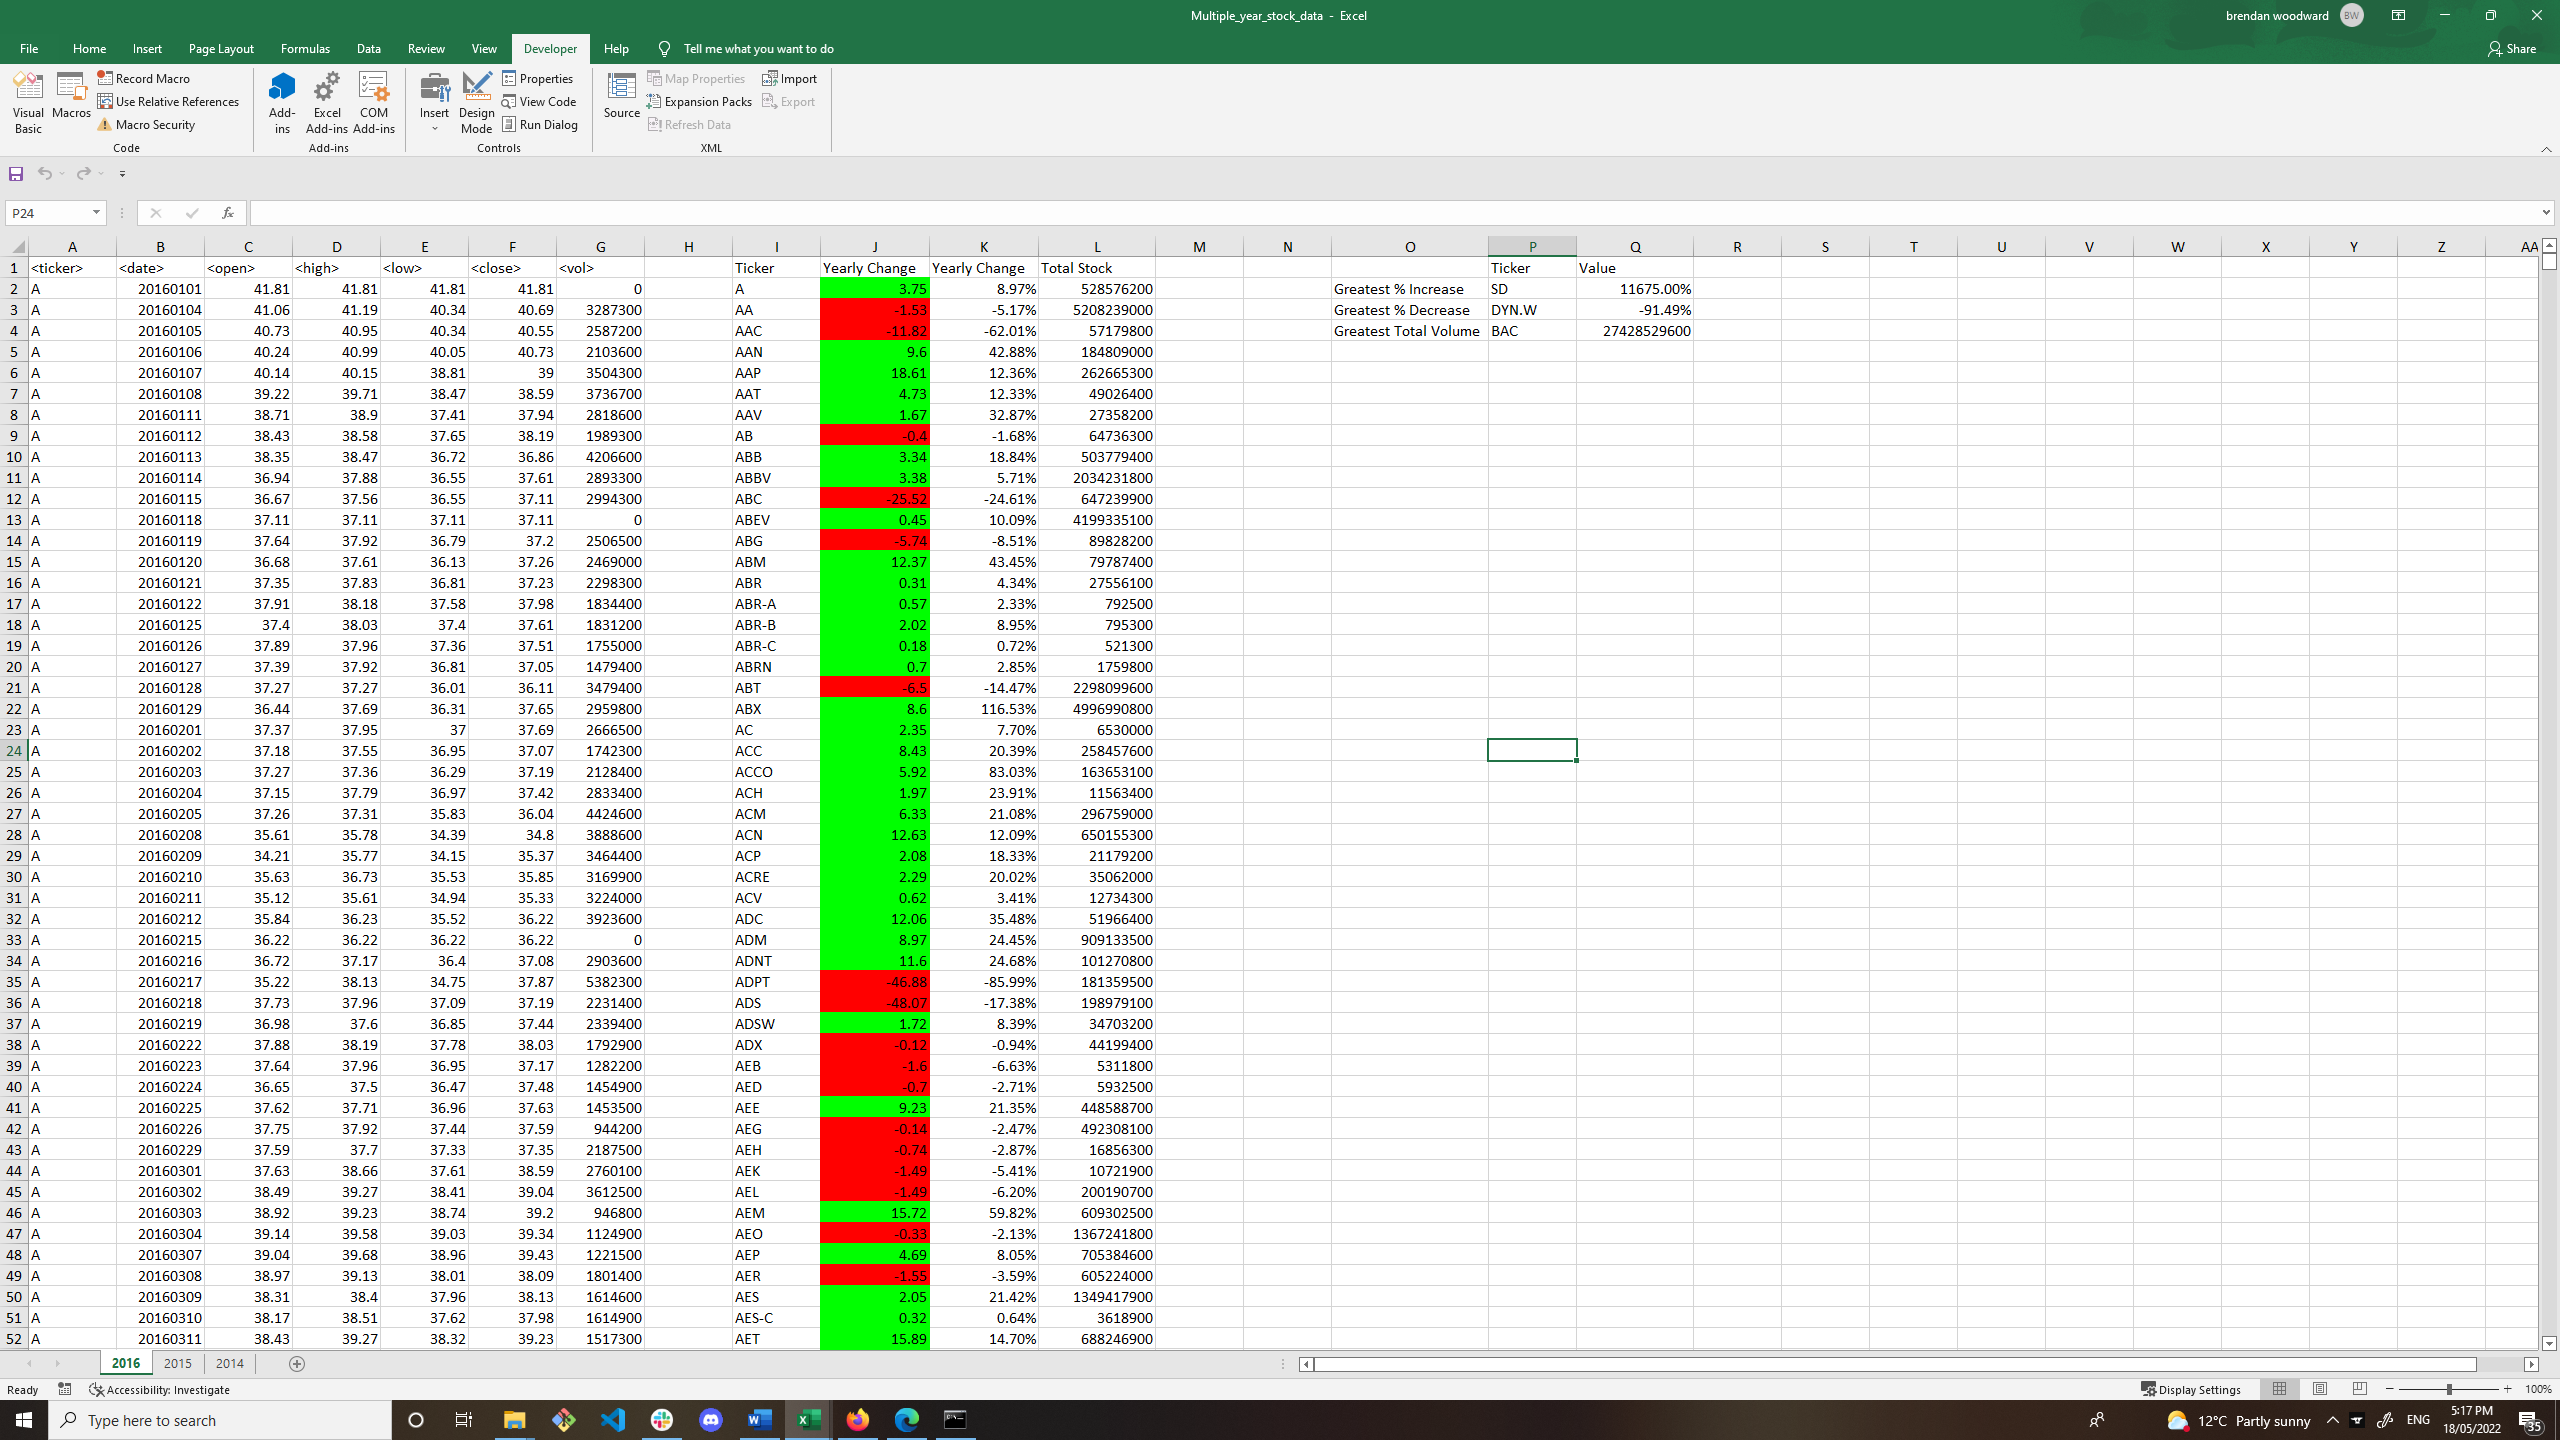 Multiple_year_stock_data - Excel
brendan woodward BW
File Home Insert Page Layout Formulas Data Review View Developer Help Tell me what you want to do Share
Visual Basic
Macros
Record Macro
Use Relative References
Macro Security
Code
Add-ins
Excel Add-ins
COM Add-ins
Add-ins
Insert
Design Mode
Properties
View Code
Run Dialog
Controls
Source
Map Properties
Expansion Packs
Refresh Data
Import
Export
XML
P24
fx
A B C D E F G H I J K L M N O P Q R S T U V W X Y Z AA
1 <ticker> <date> <open> <high> <low> <close> <vol> Ticker Yearly Change Yearly Change Total Stock Ticker Value
2 A 20160101 41.81 41.81 41.81 41.81 0 A 3.75 8.97% 528576200 Greatest % Increase SD 11675.00%
3 A 20160104 41.06 41.19 40.34 40.69 3287300 AA -1.53 -5.17% 5208239000 Greatest % Decrease DYN.W -91.49%
4 A 20160105 40.73 40.95 40.34 40.55 2587200 AAC -11.82 -62.01% 57179800 Greatest Total Volume BAC 27428529600
5 A 20160106 40.24 40.99 40.05 40.73 2103600 AAN 9.6 42.88% 184809000
6 A 20160107 40.14 40.15 38.81 39 3504300 AAP 18.61 12.36% 262665300
7 A 20160108 39.22 39.71 38.47 38.59 3736700 AAT 4.73 12.33% 49026400
8 A 20160111 38.71 38.9 37.41 37.94 2818600 AAV 1.67 32.87% 27358200
9 A 20160112 38.43 38.58 37.65 38.19 1989300 AB -0.4 -1.68% 64736300
10 A 20160113 38.35 38.47 36.72 36.86 4206600 ABB 3.34 18.84% 503779400
11 A 20160114 36.94 37.88 36.55 37.61 2893300 ABBV 3.38 5.71% 2034231800
12 A 20160115 36.67 37.56 36.55 37.11 2994300 ABC -25.52 -24.61% 647239900
13 A 20160118 37.11 37.11 37.11 37.11 0 ABEV 0.45 10.09% 4199335100
14 A 20160119 37.64 37.92 36.79 37.2 2506500 ABG -5.74 -8.51% 89828200
15 A 20160120 36.68 37.61 36.13 37.26 2469000 ABM 12.37 43.45% 79787400
16 A 20160121 37.35 37.83 36.81 37.23 2298300 ABR 0.31 4.34% 27556100
17 A 20160122 37.91 38.18 37.58 37.98 1834400 ABR-A 0.57 2.33% 792500
18 A 20160125 37.4 38.03 37.4 37.61 1831200 ABR-B 2.02 8.95% 795300
19 A 20160126 37.89 37.96 37.36 37.51 1755000 ABR-C 0.18 0.72% 521300
20 A 20160127 37.39 37.92 36.81 37.05 1479400 ABRN 0.7 2.85% 1759800
21 A 20160128 37.27 37.27 36.01 36.11 3479400 ABT -6.5 -14.47% 2298099600
22 A 20160129 36.44 37.69 36.31 37.65 2959800 ABX 8.6 116.53% 4996990800
23 A 20160201 37.37 37.95 37 37.69 2666500 AC 2.35 7.70% 6530000
24 A 20160202 37.18 37.55 36.95 37.07 1742300 ACC 8.43 20.39% 258457600
25 A 20160203 37.27 37.36 36.29 37.19 2128400 ACCO 5.92 83.03% 163653100
26 A 20160204 37.15 37.79 36.97 37.42 2833400 ACH 1.97 23.91% 11563400
27 A 20160205 37.26 37.31 35.83 36.04 4424600 ACM 6.33 21.08% 296759000
28 A 20160208 35.61 35.78 34.39 34.8 3888600 ACN 12.63 12.09% 650155300
29 A 20160209 34.21 35.77 34.15 35.37 3464400 ACP 2.08 18.33% 21179200
30 A 20160210 35.63 36.73 35.53 35.85 3169900 ACRE 2.29 20.02% 35062000
31 A 20160211 35.12 35.61 34.94 35.33 3224000 ACV 0.62 3.41% 12734300
32 A 20160212 35.84 36.23 35.52 36.22 3923600 ADC 12.06 35.48% 51966400
33 A 20160215 36.22 36.22 36.22 36.22 0 ADM 8.97 24.45% 909133500
34 A 20160216 36.72 37.17 36.4 37.08 2903600 ADNT 11.6 24.68% 101270800
35 A 20160217 35.22 38.13 34.75 37.87 5382300 ADPT -46.88 -85.99% 181359500
36 A 20160218 37.73 37.96 37.09 37.19 2231400 ADS -48.07 -17.38% 198979100
37 A 20160219 36.98 37.6 36.85 37.44 2339400 ADSW 1.72 8.39% 34703200
38 A 20160222 37.88 38.19 37.78 38.03 1792900 ADX -0.12 -0.94% 44199400
39 A 20160223 37.64 37.96 36.95 37.17 1282200 AEB -1.6 -6.63% 5311800
40 A 20160224 36.65 37.5 36.47 37.48 1454900 AED -0.7 -2.71% 5932500
41 A 20160225 37.62 37.71 36.96 37.63 1453500 AEE 9.23 21.35% 448588700
42 A 20160226 37.75 37.92 37.44 37.59 944200 AEG -0.14 -2.47% 492308100
43 A 20160229 37.59 37.7 37.33 37.35 2187500 AEH -0.74 -2.87% 16856300
44 A 20160301 37.63 38.66 37.61 38.59 2760100 AEK -1.49 -5.41% 10721900
45 A 20160302 38.49 39.27 38.41 39.04 3612500 AEL -1.49 -6.20% 200190700
46 A 20160303 38.92 39.23 38.74 39.2 946800 AEM 15.72 59.82% 609302500
47 A 20160304 39.14 39.58 39.03 39.34 1124900 AEO -0.33 -2.13% 1367241800
48 A 20160307 39.04 39.68 38.96 39.43 1221500 AEP 4.69 8.05% 705384600
49 A 20160308 38.97 39.13 38.01 38.09 1801400 AER -1.55 -3.59% 605224000
50 A 20160309 38.31 38.4 37.96 38.13 1614600 AES 2.05 21.42% 1349417900
51 A 20160310 38.17 38.51 37.62 37.98 1614900 AES-C 0.32 0.64% 3618900
52 A 20160311 38.43 39.27 38.32 39.23 1517300 AET 15.89 14.70% 688246900
2016 2015 2014
Ready Accessibility: Investigate Display Settings 100%
Type here to search
12°C Partly sunny ENG 5:17 PM
18/05/2022 35